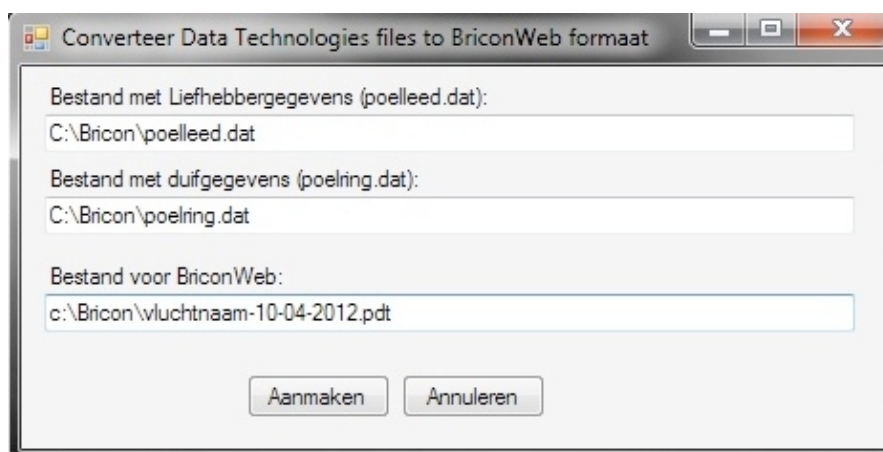 Converteer Data Technologies files to BriconWeb formaat
Bestand met Liefhebbergegevens (poelleed.dat):
C:\Bricon\poelleed.dat
Bestand met duifgegevens (poelring.dat):
C:\Bricon\poelring.dat
Bestand voor BriconWeb:
c:\Bricon\vluchtnaam-10-04-2012.pdt
Aanmaken Annuleren